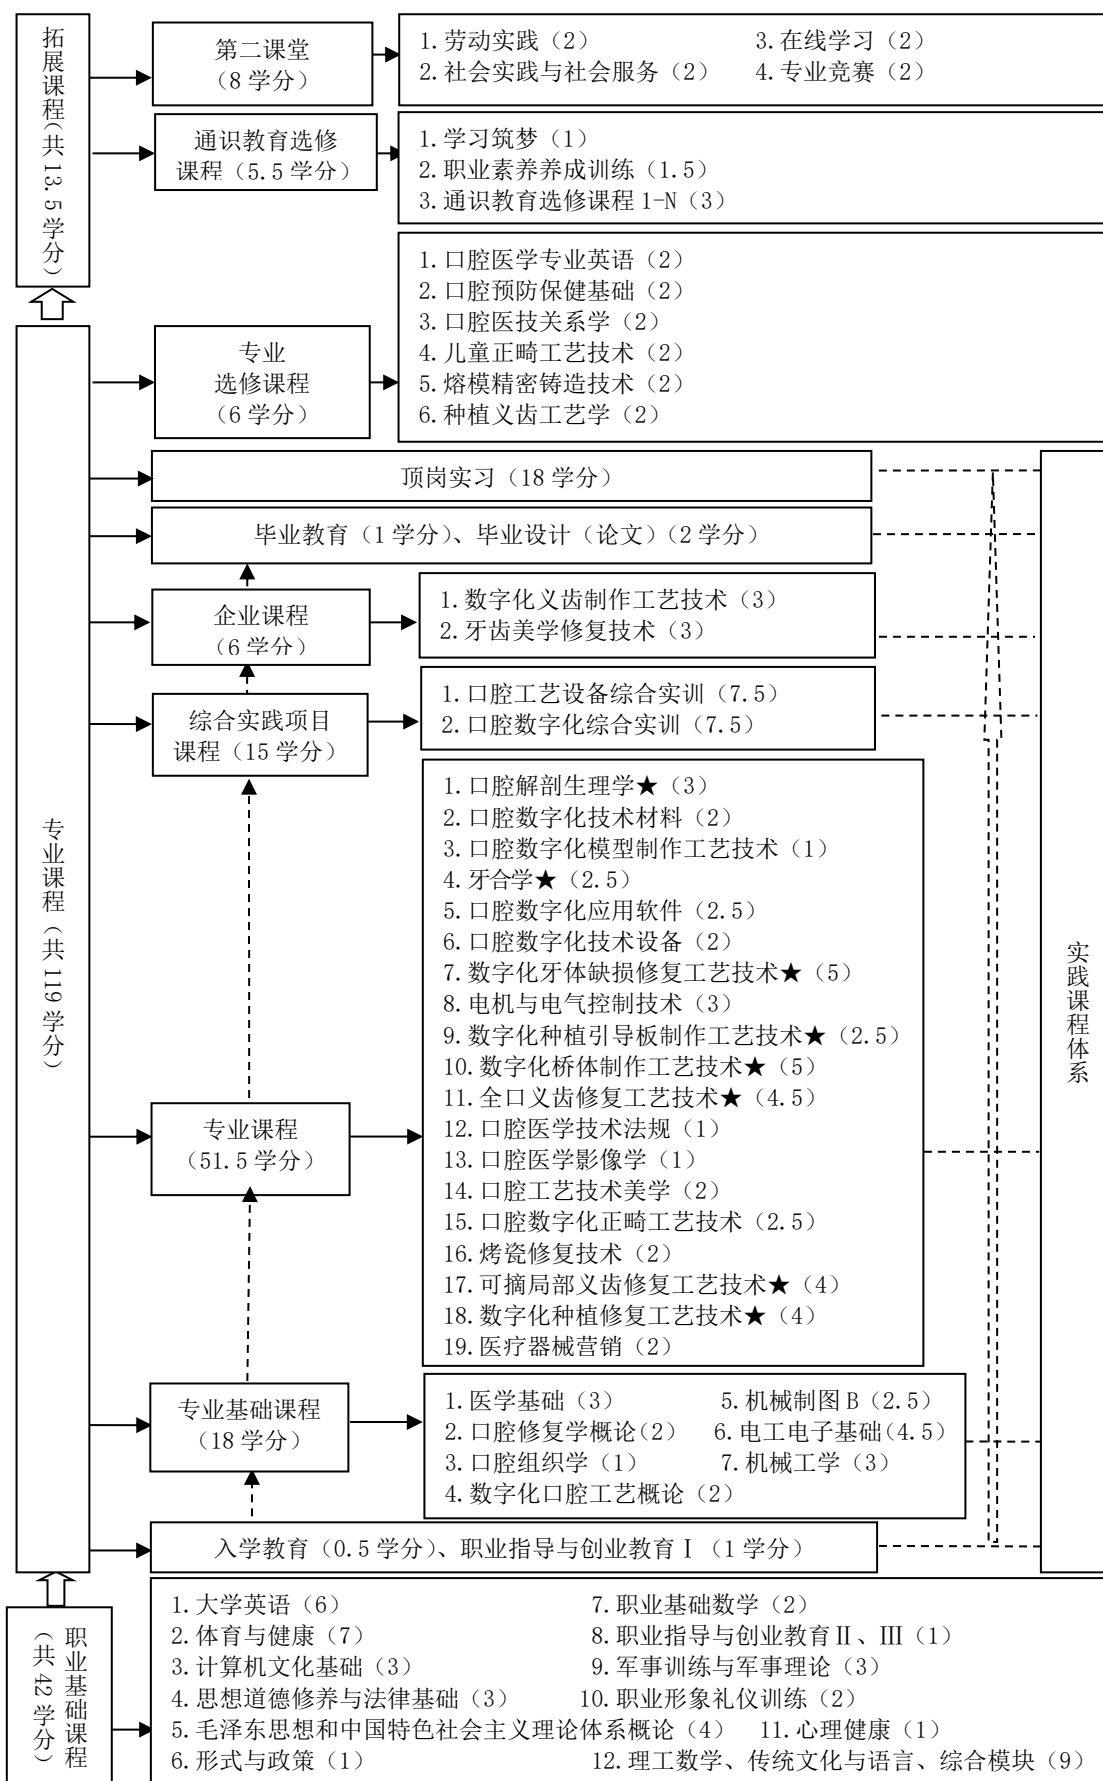 拓展课程（共 13.5 学分）
第二课堂
（8 学分）
1.劳动实践（2）
3.在线学习（2）
2.社会实践与社会服务（2）
4.专业竞赛（2）
通识教育选修
课程（5.5 学分）
1.学习筑梦（1）
2.职业素养养成训练（1.5）
3.通识教育选修课程 1-N（3）
专业课程（共 119 学分）
专业
选修课程
（6 学分）
1.口腔医学专业英语（2）
2.口腔预防保健基础（2）
3.口腔医技关系学（2）
4.儿童正畸工艺技术（2）
5.熔模精密铸造技术（2）
6.种植义齿工艺学（2）
顶岗实习（18 学分）
毕业教育（1 学分）、毕业设计（论文）（2 学分）
企业课程
（6 学分）
1.数字化义齿制作工艺技术（3）
2.牙齿美学修复技术（3）
综合实践项目
课程（15 学分）
1.口腔工艺设备综合实训（7.5）
2.口腔数字化综合实训（7.5）
专业课程
（51.5 学分）
1.口腔解剖生理学★（3）
2.口腔数字化技术材料（2）
3.口腔数字化模型制作工艺技术（1）
4.牙合学★（2.5）
5.口腔数字化应用软件（2.5）
6.口腔数字化技术设备（2）
7.数字化牙体缺损修复工艺技术★（5）
8.电机与电气控制技术（3）
9.数字化种植引导板制作工艺技术★（2.5）
10.数字化桥体制作工艺技术★（5）
11.全口义齿修复工艺技术★（4.5）
12.口腔医学技术法规（1）
13.口腔医学影像学（1）
14.口腔工艺技术美学（2）
15.口腔数字化正畸工艺技术（2.5）
16.烤瓷修复技术（2）
17.可摘局部义齿修复工艺技术★（4）
18.数字化种植修复工艺技术★（4）
19.医疗器械营销（2）
专业基础课程
（18 学分）
1.医学基础（3）
5.机械制图 B（2.5）
2.口腔修复学概论(2）
6.电工电子基础(4.5）
3.口腔组织学（1）
7.机械工学（3）
4.数字化口腔工艺概论（2）
入学教育（0.5 学分）、职业指导与创业教育Ⅰ（1 学分）
实践课程体系
职业基础课程
（共 42 学分）
1.大学英语（6）
7.职业基础数学（2）
2.体育与健康（7）
8.职业指导与创业教育Ⅱ、Ⅲ（1）
3.计算机文化基础（3）
9.军事训练与军事理论（3）
4.思想道德修养与法律基础（3）
10.职业形象礼仪训练（2）
5.毛泽东思想和中国特色社会主义理论体系概论（4）
11.心理健康（1）
6.形式与政策（1）
12.理工数学、传统文化与语言、综合模块（9）